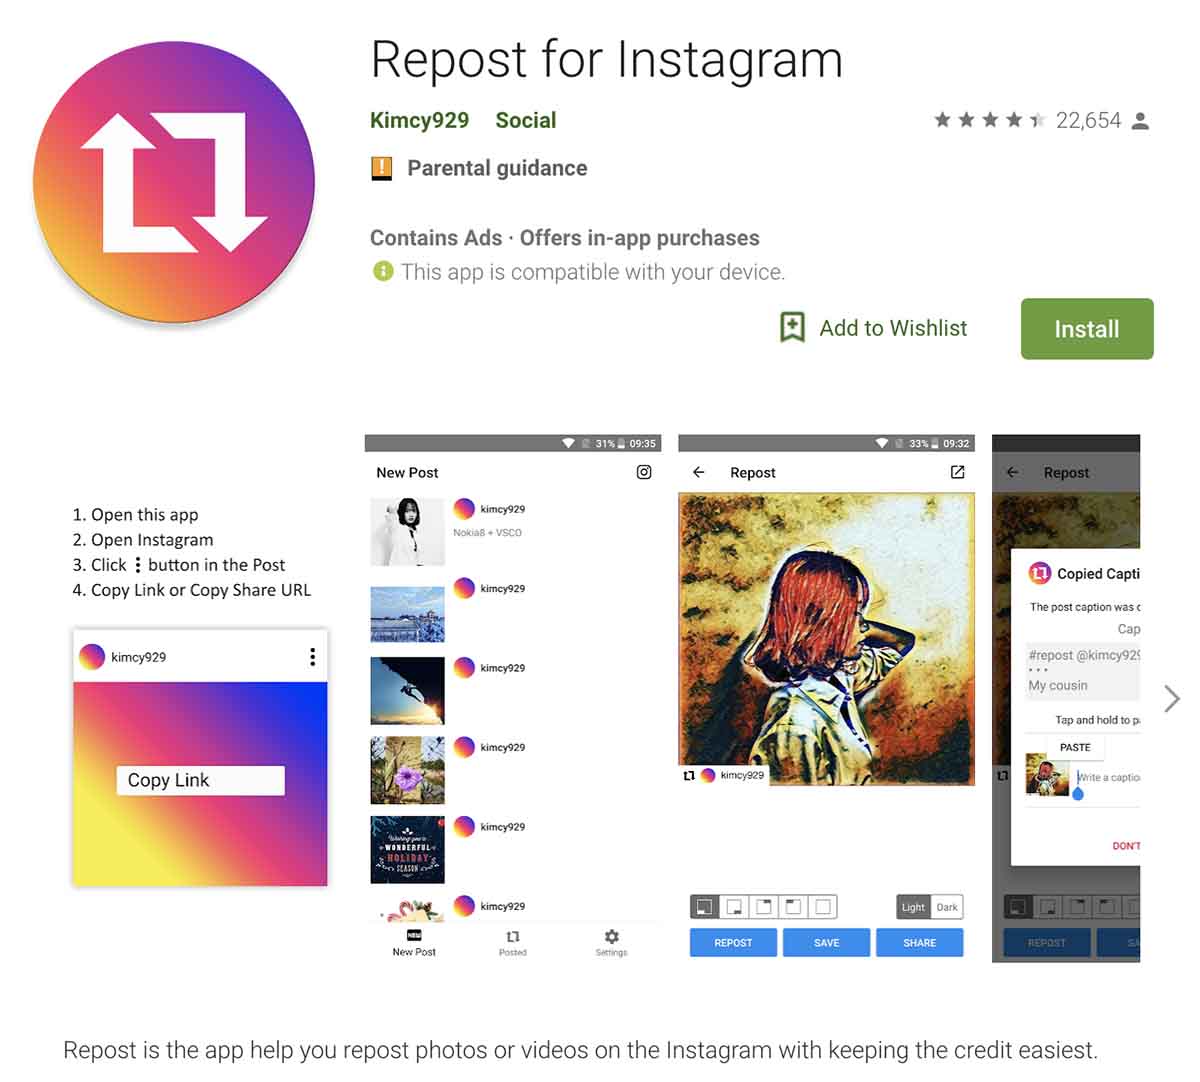 Repost for Instagram
Kimcy929 Social
22,654
Parental guidance
Contains Ads · Offers in-app purchases
This app is compatible with your device.
Add to Wishlist
Install
1. Open this app
2. Open Instagram
3. Click ⋮ button in the Post
4. Copy Link or Copy Share URL
kimcy929
Copy Link
31% 09:35
New Post
kimcy929
Nokia8 + VSCO
kimcy929
kimcy929
kimcy929
kimcy929
Wishing you a
WONDERFUL
HOLIDAY
SEASON
kimcy929
NEW
New Post
Posted
Settings
33% 09:32
Repost
kimcy929
Light Dark
REPOST SAVE SHARE
Repost
Copied Capti
The post caption was c
Cap
#repost @kimcy929
• • •
My cousin
Tap and hold to pa
PASTE
Write a captio
DON'T
REPOST SA
Repost is the app help you repost photos or videos on the Instagram with keeping the credit easiest.